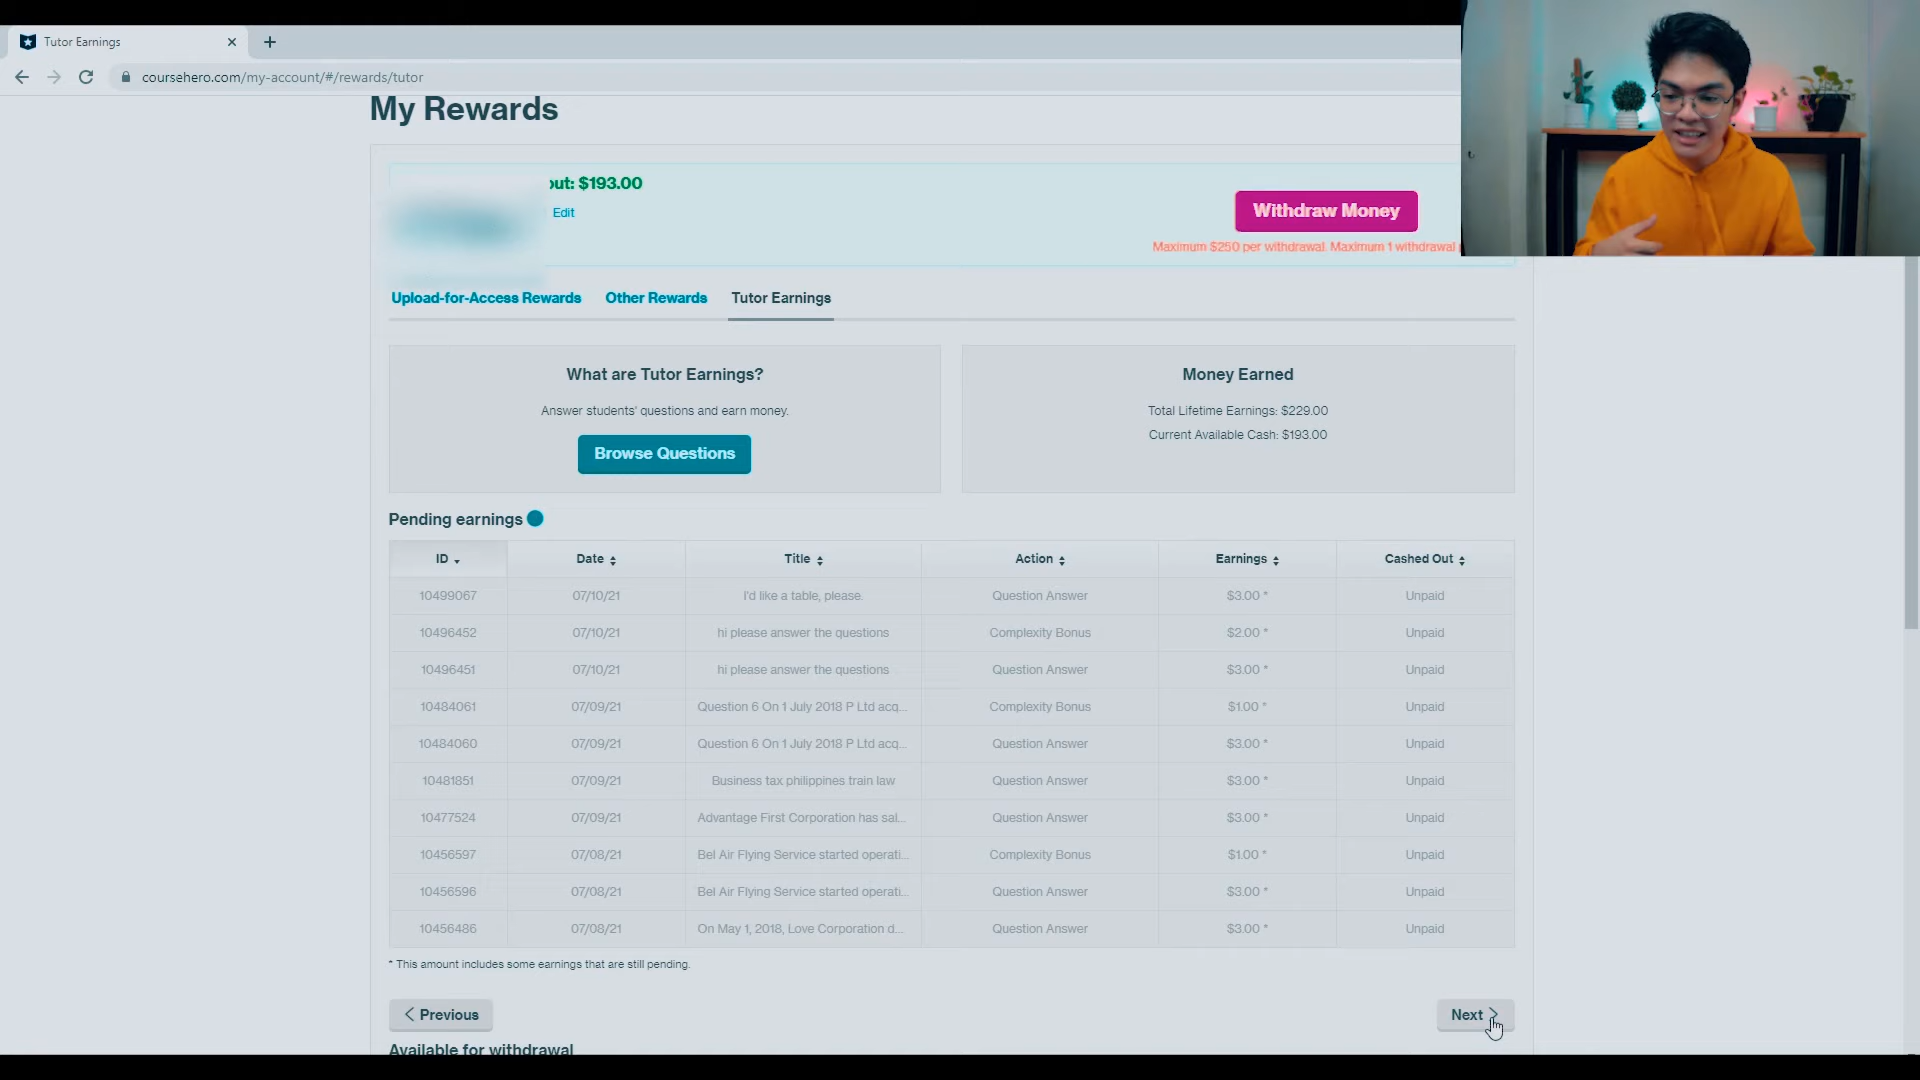 Tutor Earnings
coursehero.com/my-account/#/rewards/tutor
My Rewards
out: $193.00
Edit
Withdraw Money
Maximum $250 per withdrawal. Maximum 1 withdrawal
Upload-for-Access Rewards Other Rewards Tutor Earnings
What are Tutor Earnings?
Answer students' questions and earn money.
Browse Questions
Money Earned
Total Lifetime Earnings: $229.00
Current Available Cash: $193.00
Pending earnings
ID Date Title Action Earnings Cashed Out
10499067 07/10/21 I'd like a table, please. Question Answer $3.00 * Unpaid
10496452 07/10/21 hi please answer the questions Complexity Bonus $2.00 * Unpaid
10496451 07/10/21 hi please answer the questions Question Answer $3.00 * Unpaid
10484061 07/09/21 Question 6 On 1 July 2018 P Ltd acq... Complexity Bonus $1.00 * Unpaid
10484060 07/09/21 Question 6 On 1 July 2018 P Ltd acq... Question Answer $3.00 * Unpaid
10481851 07/09/21 Business tax philippines train law Question Answer $3.00 * Unpaid
10477524 07/09/21 Advantage First Corporation has sal... Question Answer $3.00 * Unpaid
10456597 07/08/21 Bel Air Flying Service started operati... Complexity Bonus $1.00 * Unpaid
10456596 07/08/21 Bel Air Flying Service started operati... Question Answer $3.00 * Unpaid
10456486 07/08/21 On May 1, 2018, Love Corporation d... Question Answer $3.00 * Unpaid
* This amount includes some earnings that are still pending.
Previous
Next
Available for withdrawal